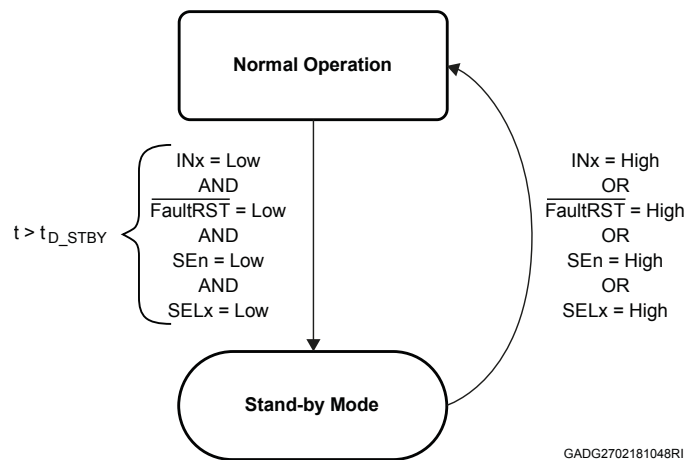 Normal Operation
INx = Low
AND
FaultRST = Low
AND
SEn = Low
AND
SELx = Low
t > tD_STBY
INx = High
OR
FaultRST = High
OR
SEn = High
OR
SELx = High
Stand-by Mode
GADG2702181048RI